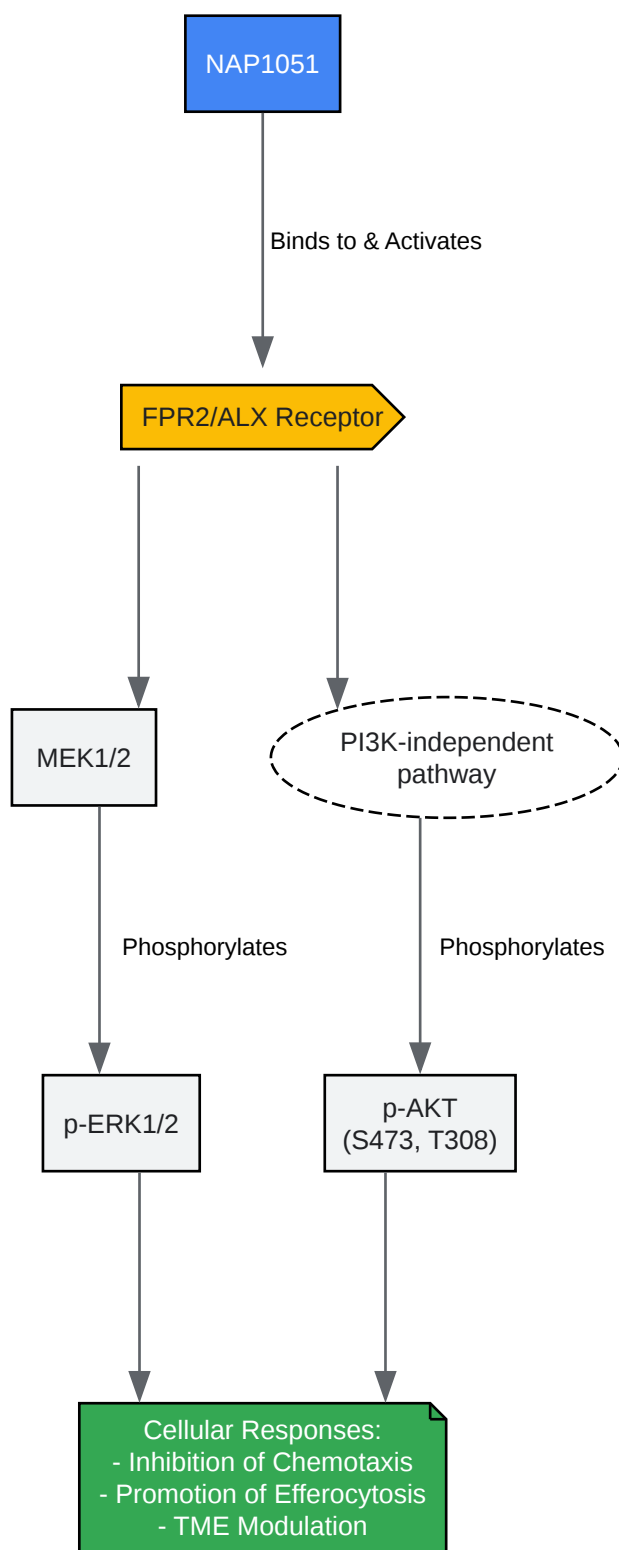 NAP1051
Binds to & Activates
FPR2/ALX Receptor
MEK1/2
PI3K-independent
pathway
Phosphorylates
Phosphorylates
p-ERK1/2
p-AKT
(S473, T308)
Cellular Responses:
- Inhibition of Chemotaxis
- Promotion of Efferocytosis
- TME Modulation